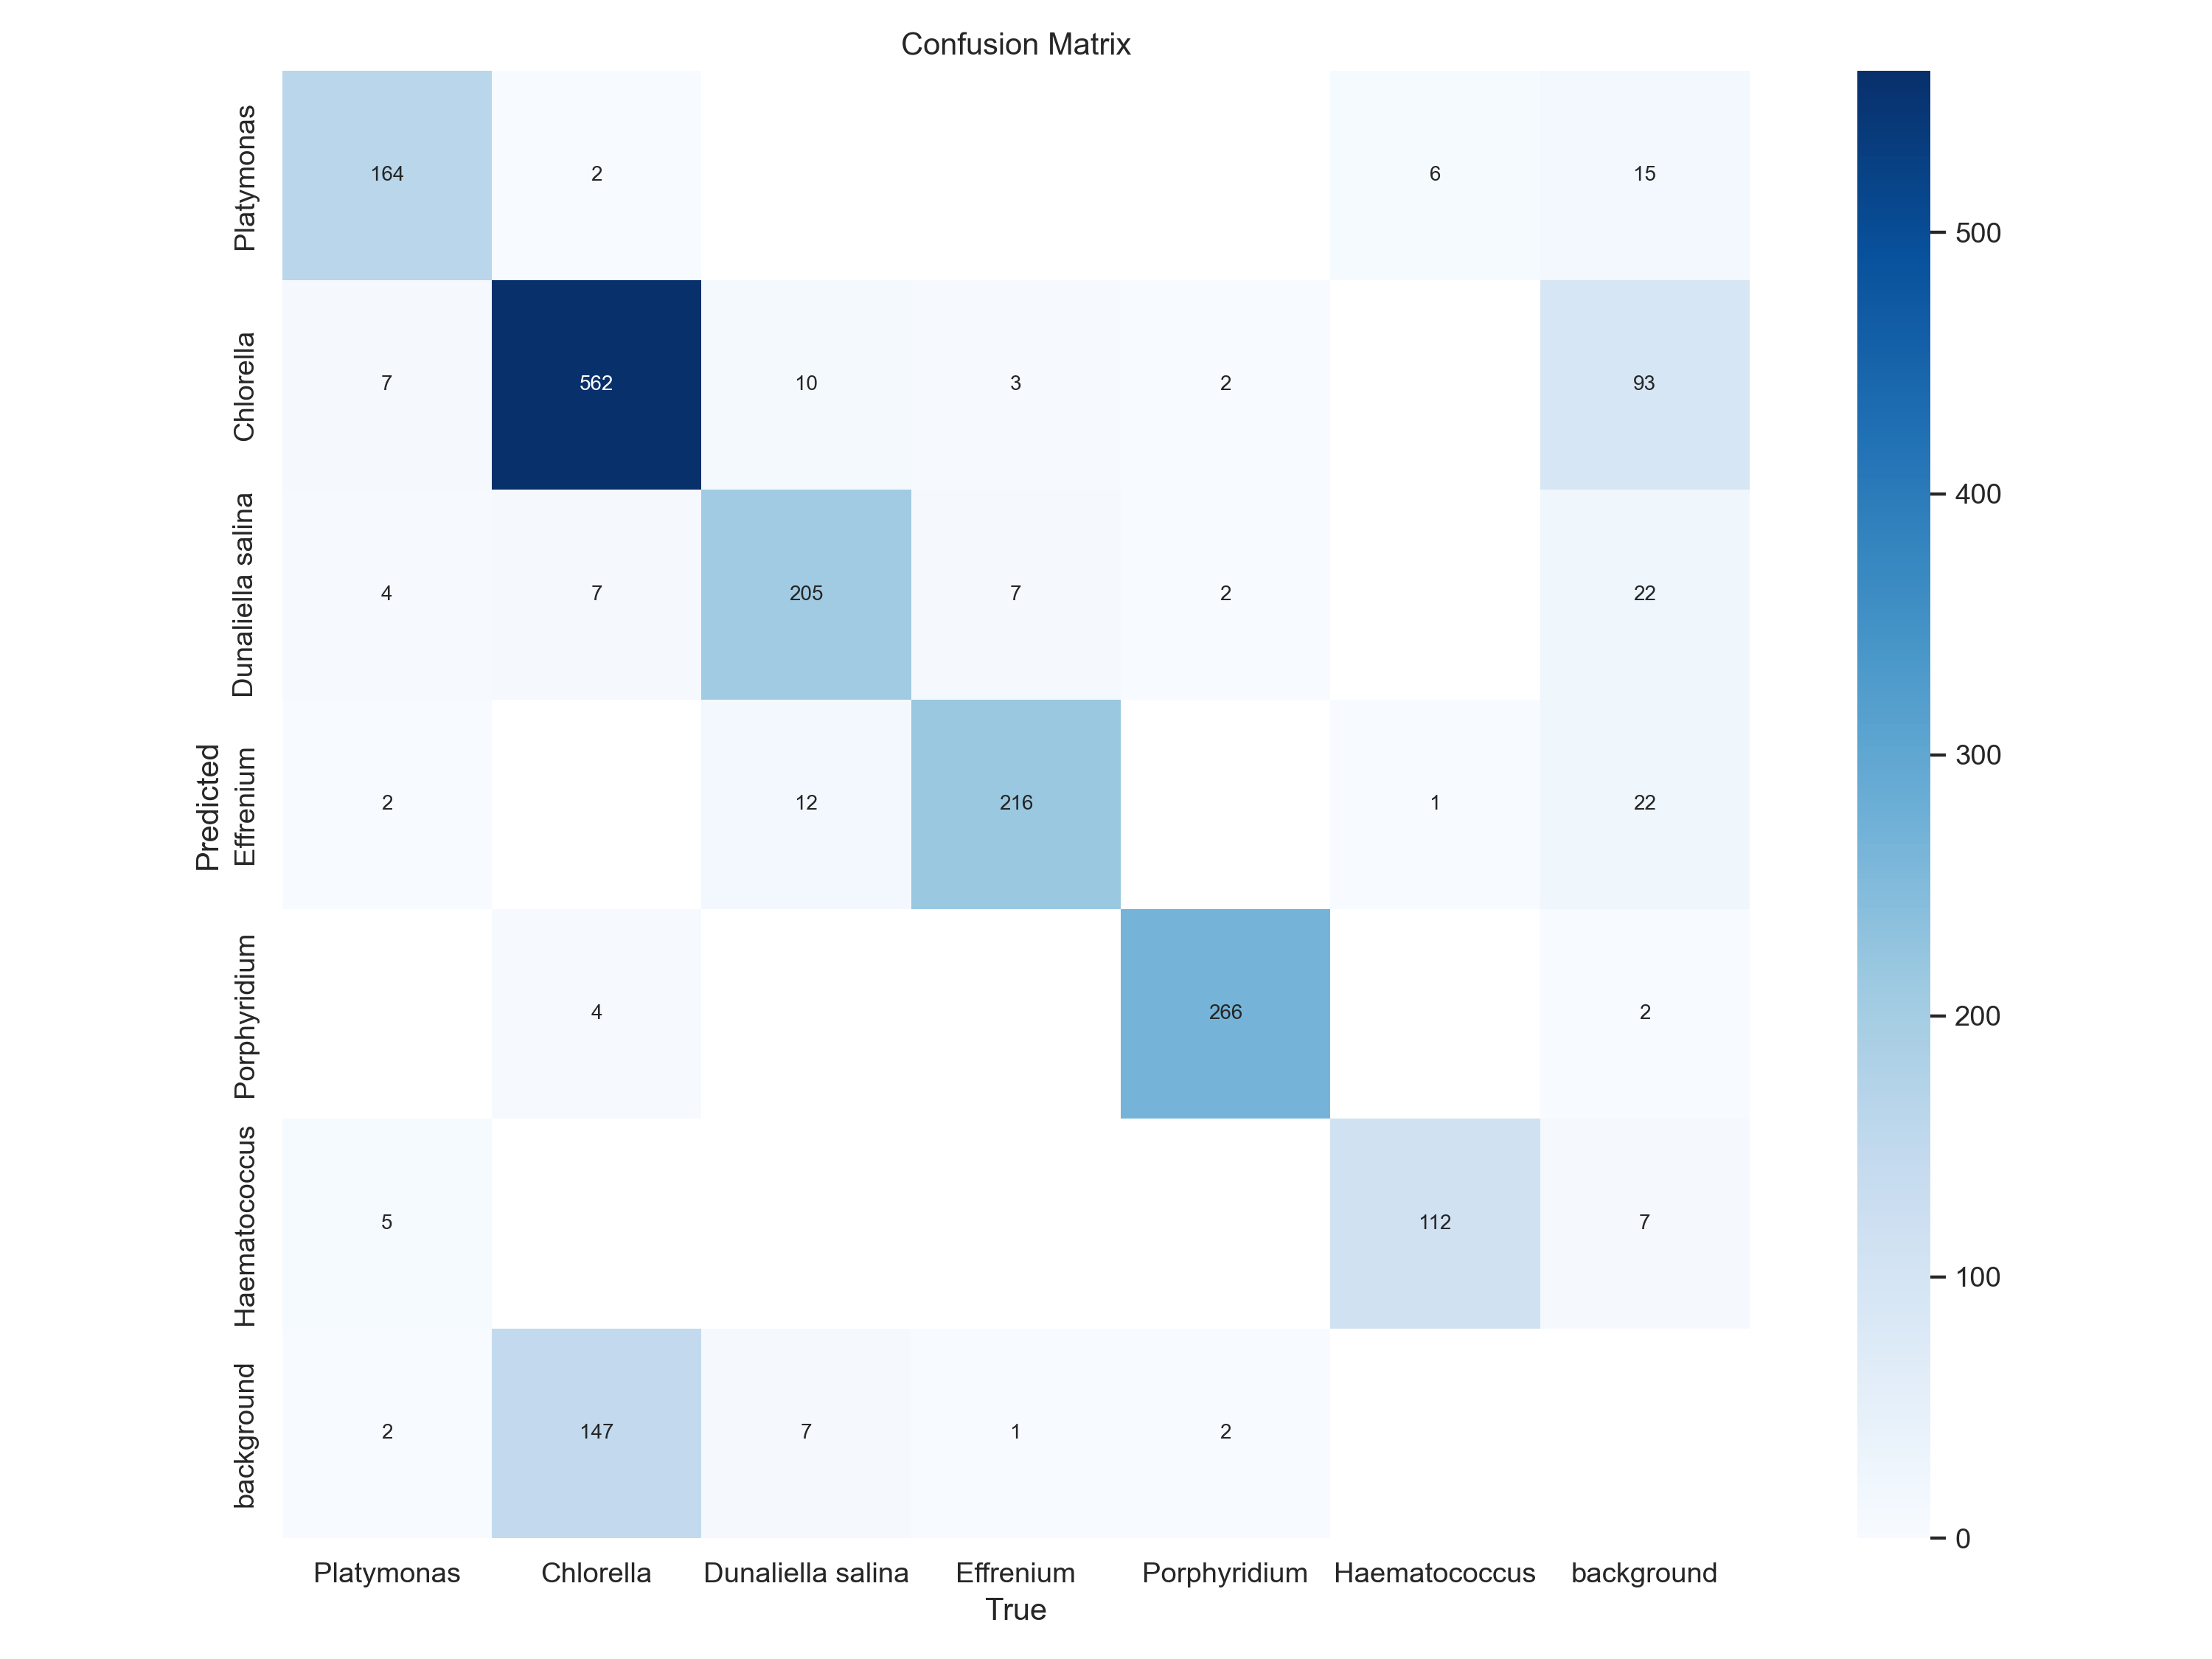 Confusion Matrix
Predicted
Platymonas
164 2 6 15
Chlorella
7 562 10 3 2 93
Dunaliella salina
4 7 205 7 2 22
Effrenium
2 12 216 1 22
Porphyridium
4 266 2
Haematococcus
5 112 7
background
2 147 7 1 2
Platymonas Chlorella Dunaliella salina Effrenium Porphyridium Haematococcus background
True
500
400
300
200
100
0